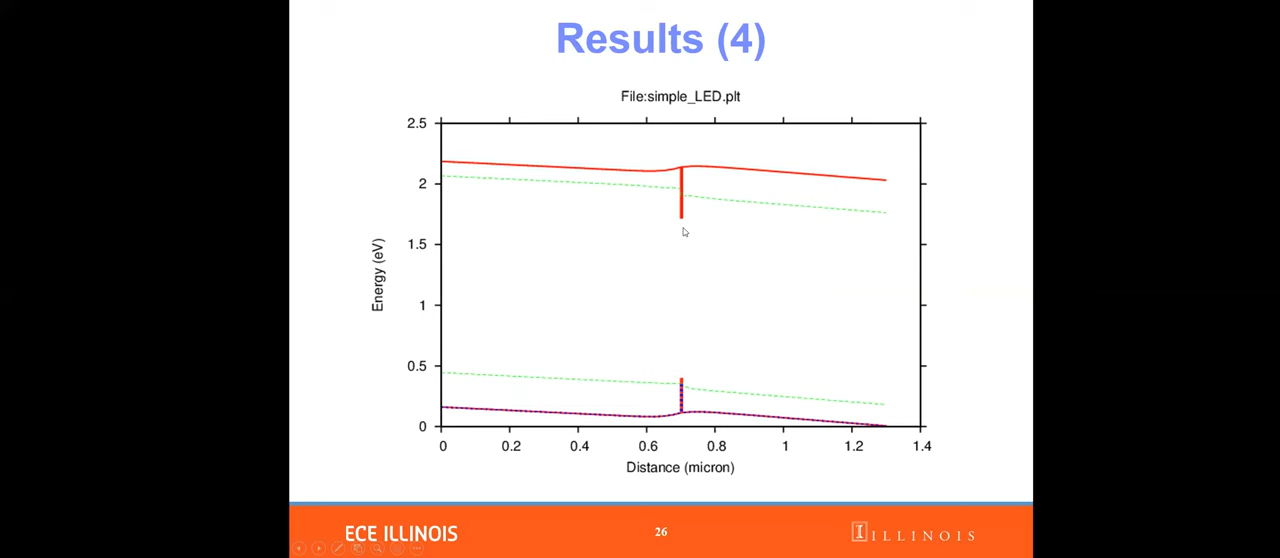 Results (4)
File:simple_LED.plt
2.5
2
1.5
1
0.5
0
Energy (eV)
0 0.2 0.4 0.6 0.8 1 1.2 1.4
Distance (micron)
ECE ILLINOIS
26
I ILLINOIS